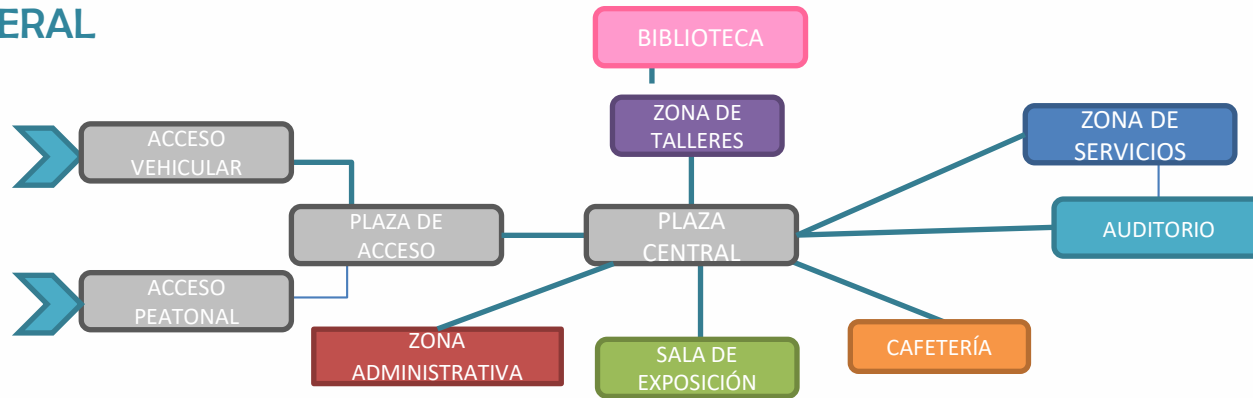 ERAL
BIBLIOTECA
ZONA DE
TALLERES
ZONA DE
SERVICIOS
ACCESO
VEHICULAR
PLAZA DE
ACCESO
PLAZA
CENTRAL
AUDITORIO
ACCESO
PEATONAL
ZONA
ADMINISTRATIVA
SALA DE
EXPOSICIÓN
CAFETERÍA